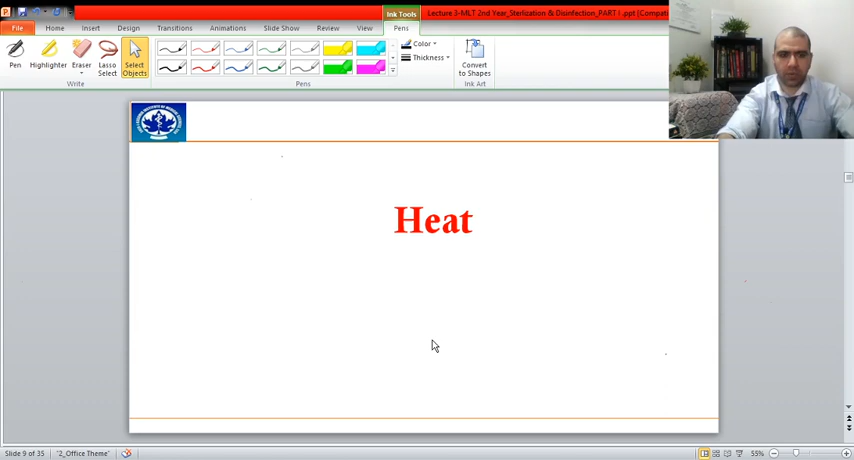 Ink Tools
Lecture 3-MLT 2nd Year_Sterlization & Disinfection_PART I .ppt [Compati
File Home Insert Design Transitions Animations Slide Show Review View Pens
Pen Highlighter Eraser Lasso Select Select Objects
Color Thickness Convert to Shapes
Write Pens Ink Art
Heat
Slide 9 of 35 "2_Office Theme" 55%